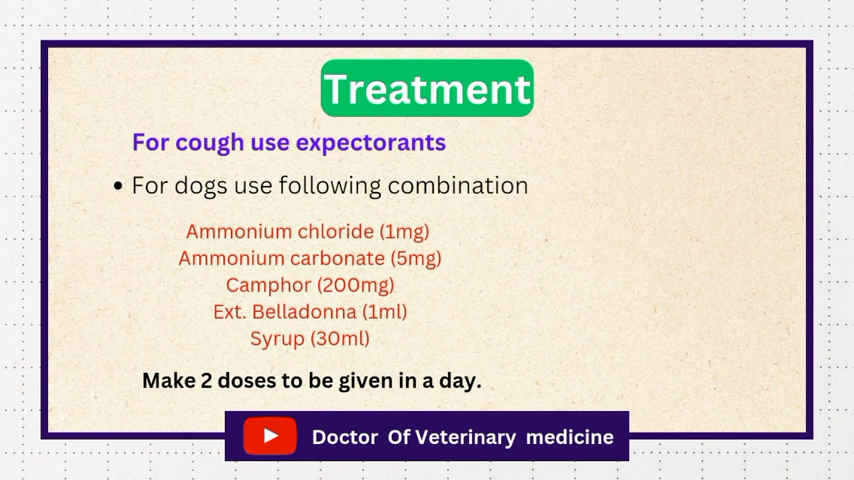 Treatment
For cough use expectorants
• For dogs use following combination
Ammonium chloride (1mg)
Ammonium carbonate (5mg)
Camphor (200mg)
Ext. Belladonna (1ml)
Syrup (30ml)
Make 2 doses to be given in a day.
Doctor Of Veterinary medicine